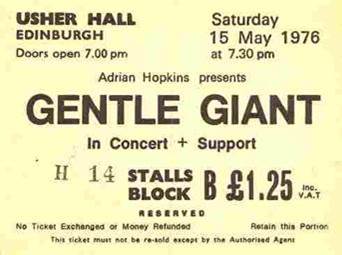 USHER HALL Saturday
EDINBURGH 15 May 1976
Doors open 7.00 pm at 7.30 pm
Adrian Hopkins presents
GENTLE GIANT
In Concert + Support
H 14 STALLS BLOCK B £1.25 inc. V.A.T
RESERVED
No Ticket Exchanged or Money Refunded Retain this Portion
This ticket must not be re-sold except by the Authorised Agent